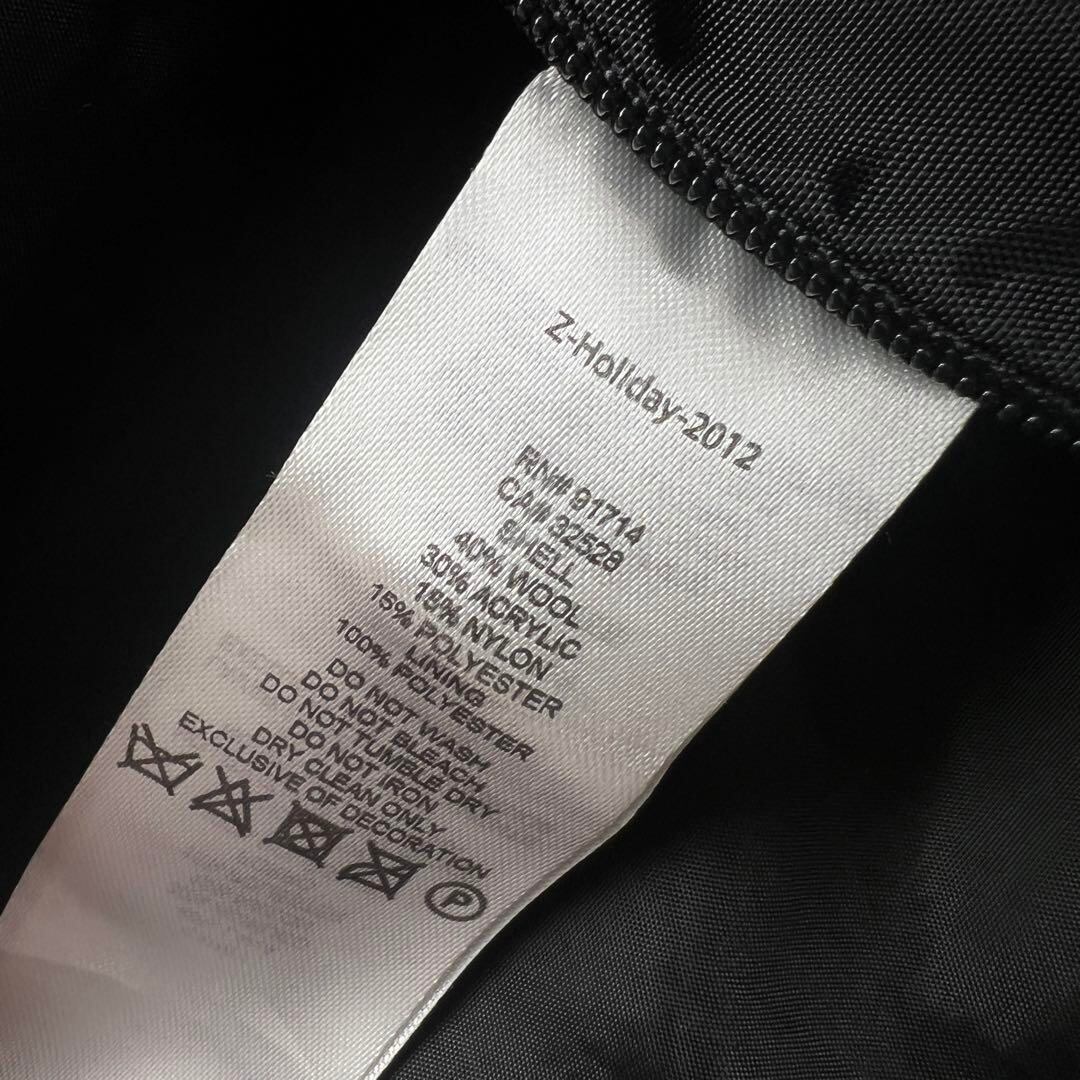 Z-Holiday-2012
RN# 91714
CA# 32528
SHELL
40% WOOL
30% ACRYLIC
15% NYLON
15% POLYESTER
LINING
100% POLYESTER
DO NOT WASH
DO NOT BLEACH
DO NOT TUMBLE DRY
DO NOT IRON
DRY CLEAN ONLY
EXCLUSIVE OF DECORATION
P